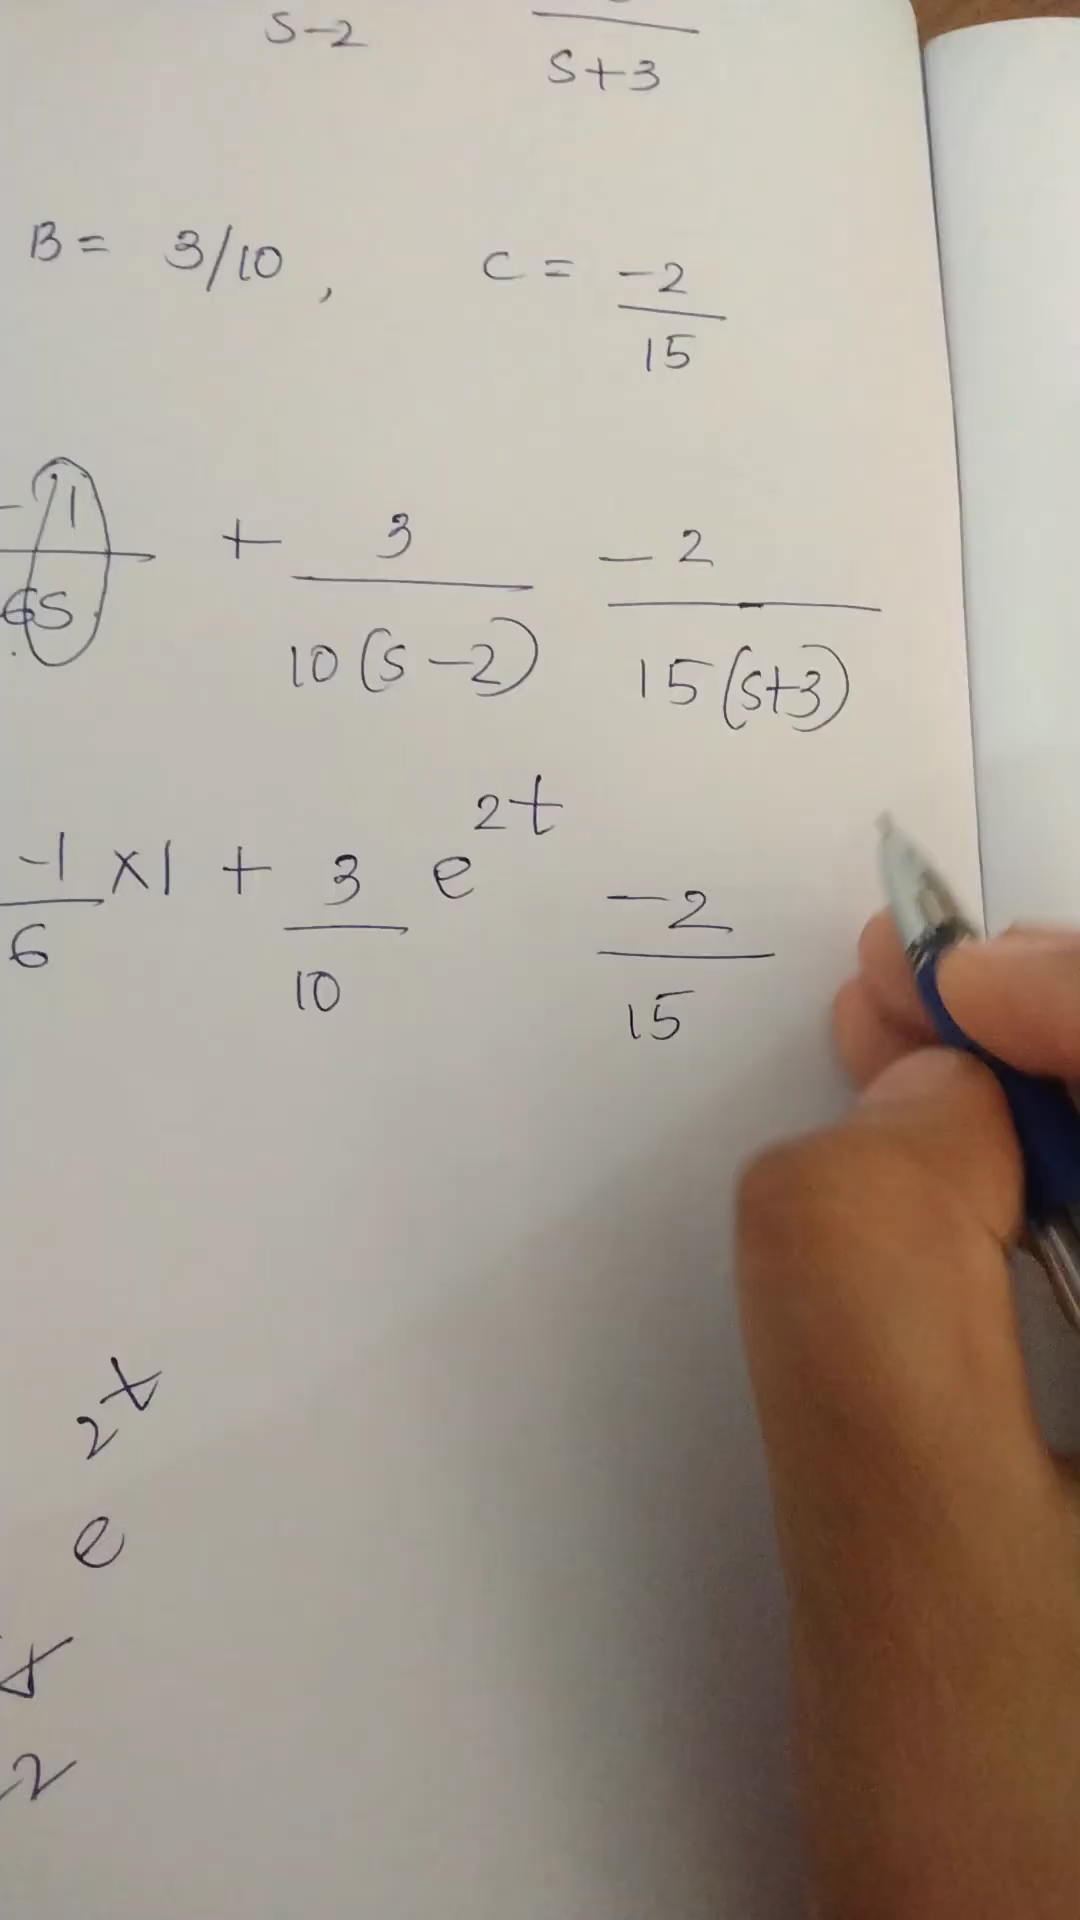 s-2 s+3
B = 3/10 , C = -2/15
-1/6s + 3/10(s-2) -2/15(s+3)
-1/6 x1 + 3/10 e^2t -2/15
2t
e
2